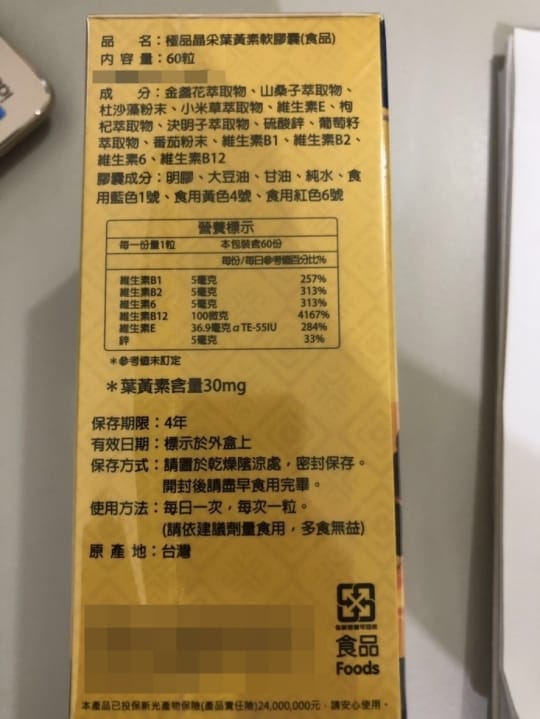 品　　名：極品晶采葉黃素軟膠囊(食品)
內 容 量：60粒
成　　分：金盞花萃取物、山桑子萃取物、
杜沙藻粉末、小米草萃取物、維生素E、枸
杞萃取物、決明子萃取物、硫酸鋅、葡萄籽
萃取物、番茄粉末、維生素B1、維生素B2、
維生素6、維生素B12
膠囊成分：明膠、大豆油、甘油、純水、食
用藍色1號、食用黃色4號、食用紅色6號
營養標示
每一份量1粒　本包裝含60份
每份/每日參考值百分比%
維生素B1　5毫克　257%
維生素B2　5毫克　313%
維生素6　5毫克　313%
維生素B12　100微克　4167%
維生素E　36.9毫克 α TE-55IU　284%
鋅　5毫克　33%
＊參考值未訂定
＊葉黃素含量30mg
保存期限：4年
有效日期：標示於外盒上
保存方式：請置於乾燥陰涼處，密封保存。
開封後請盡早食用完畢。
使用方法：每日一次，每次一粒。
(請依建議劑量食用，多食無益)
原 產 地：台灣
食品
Foods
本產品已投保新光產物保險(產品責任險)24,000,000元，請安心使用。